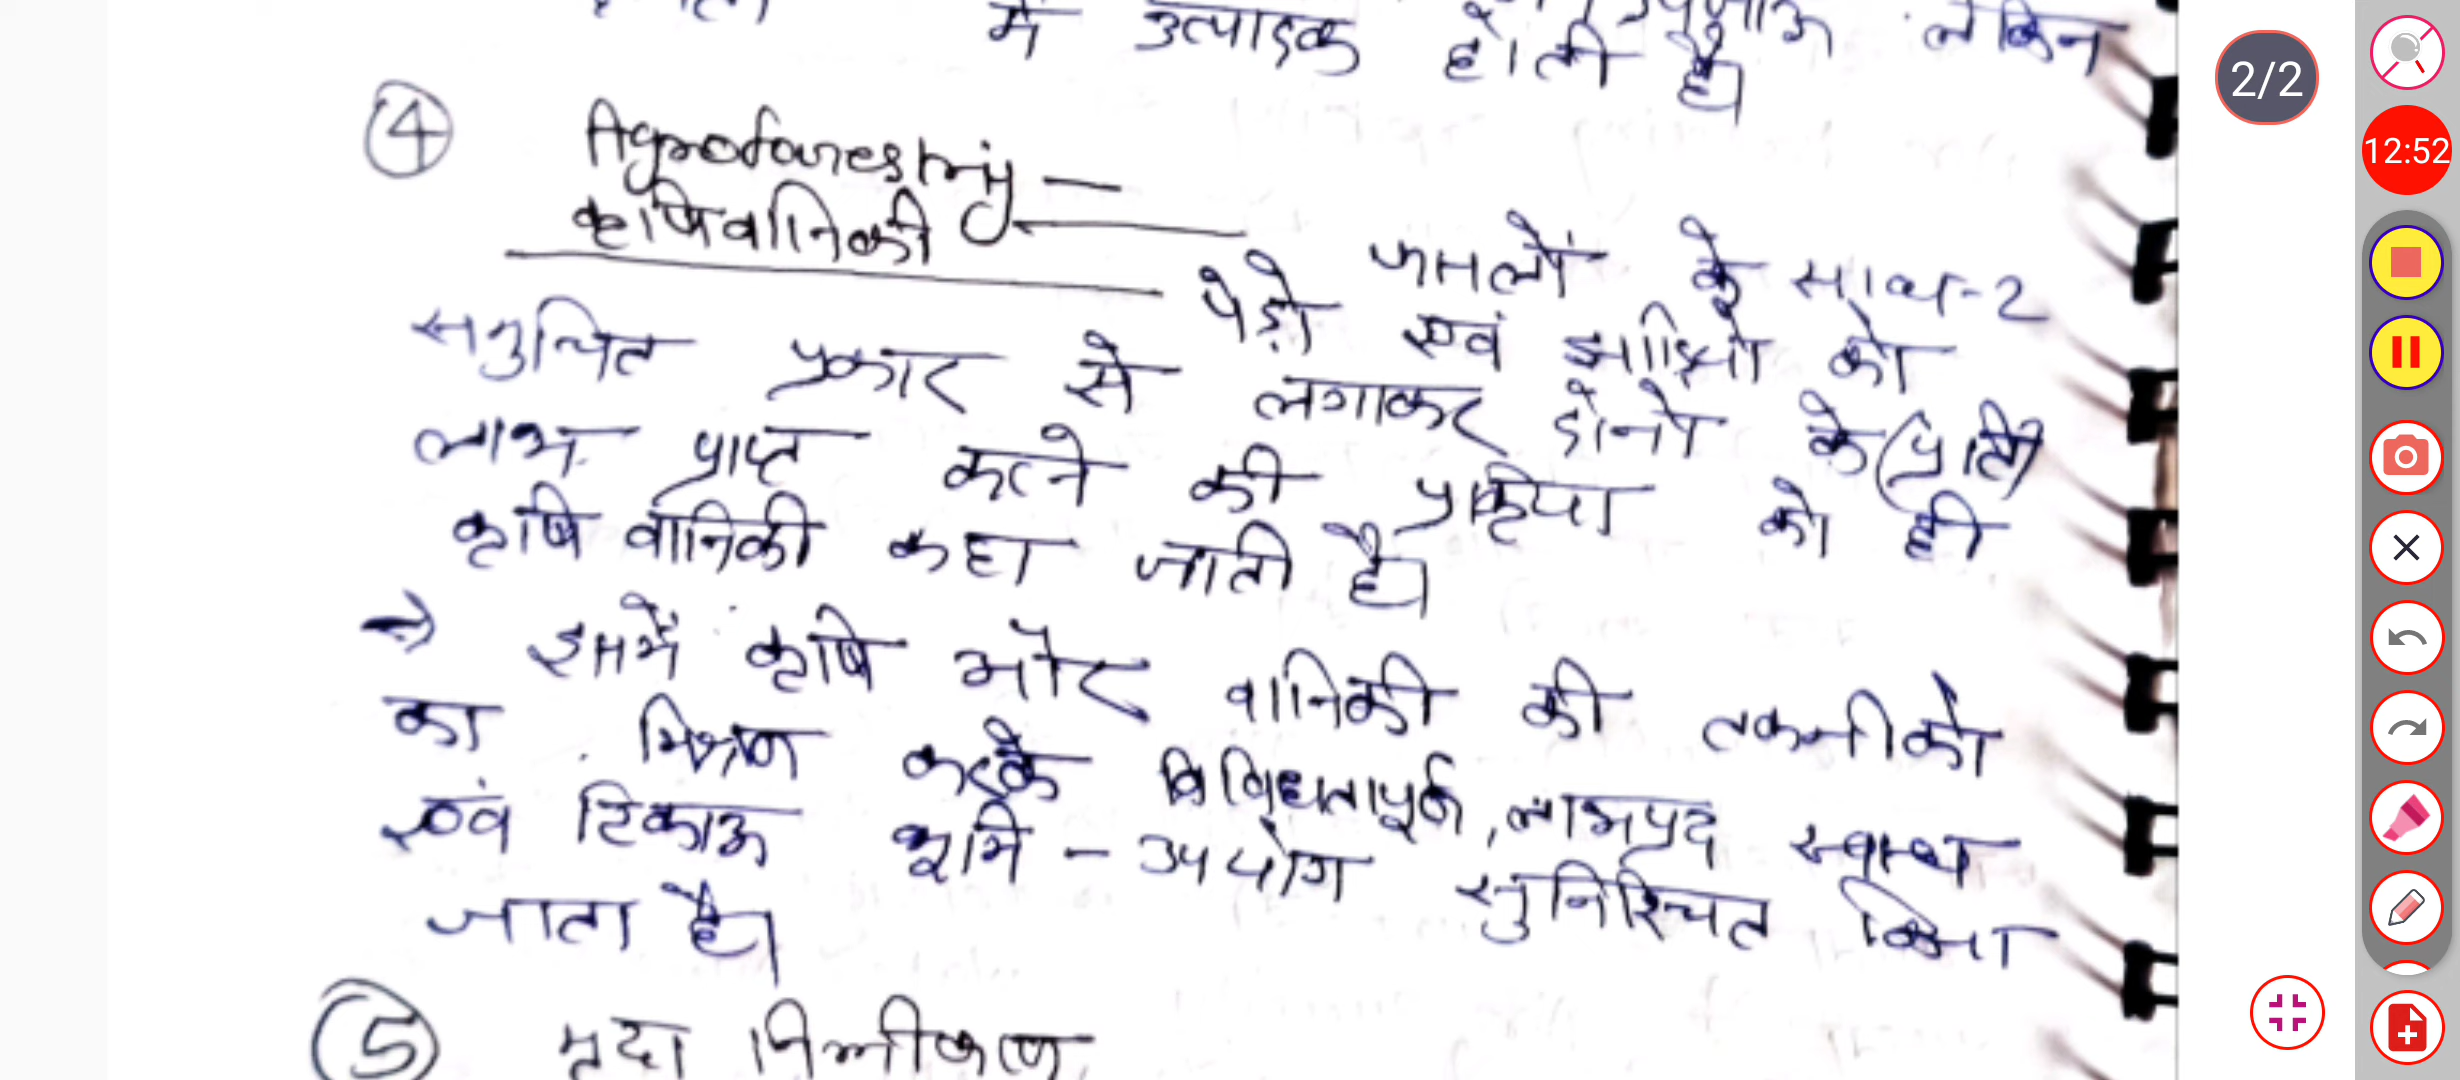 में उत्पादक होती है। लेकिन
④ Agroforestry —
कृषिवानिकी
फसलों के साथ-2
पेड़ो एवं झाड़िओ को
समुचित प्रकार से लगाकर दोनो के (प्रति)
लाभ प्राप्त करने की प्रक्रिया को ही
कृषि वानिकी कहा जाती है।
→ इसमें कृषि और वानिकी की तकनीको
का मिश्रण करके विविधतापूर्ण, लाभप्रद स्वास्थ
एवं टिकाऊ भूमि - उपयोग सुनिश्चित किया
जाता है।
⑤ मृदा
2/2
12:52